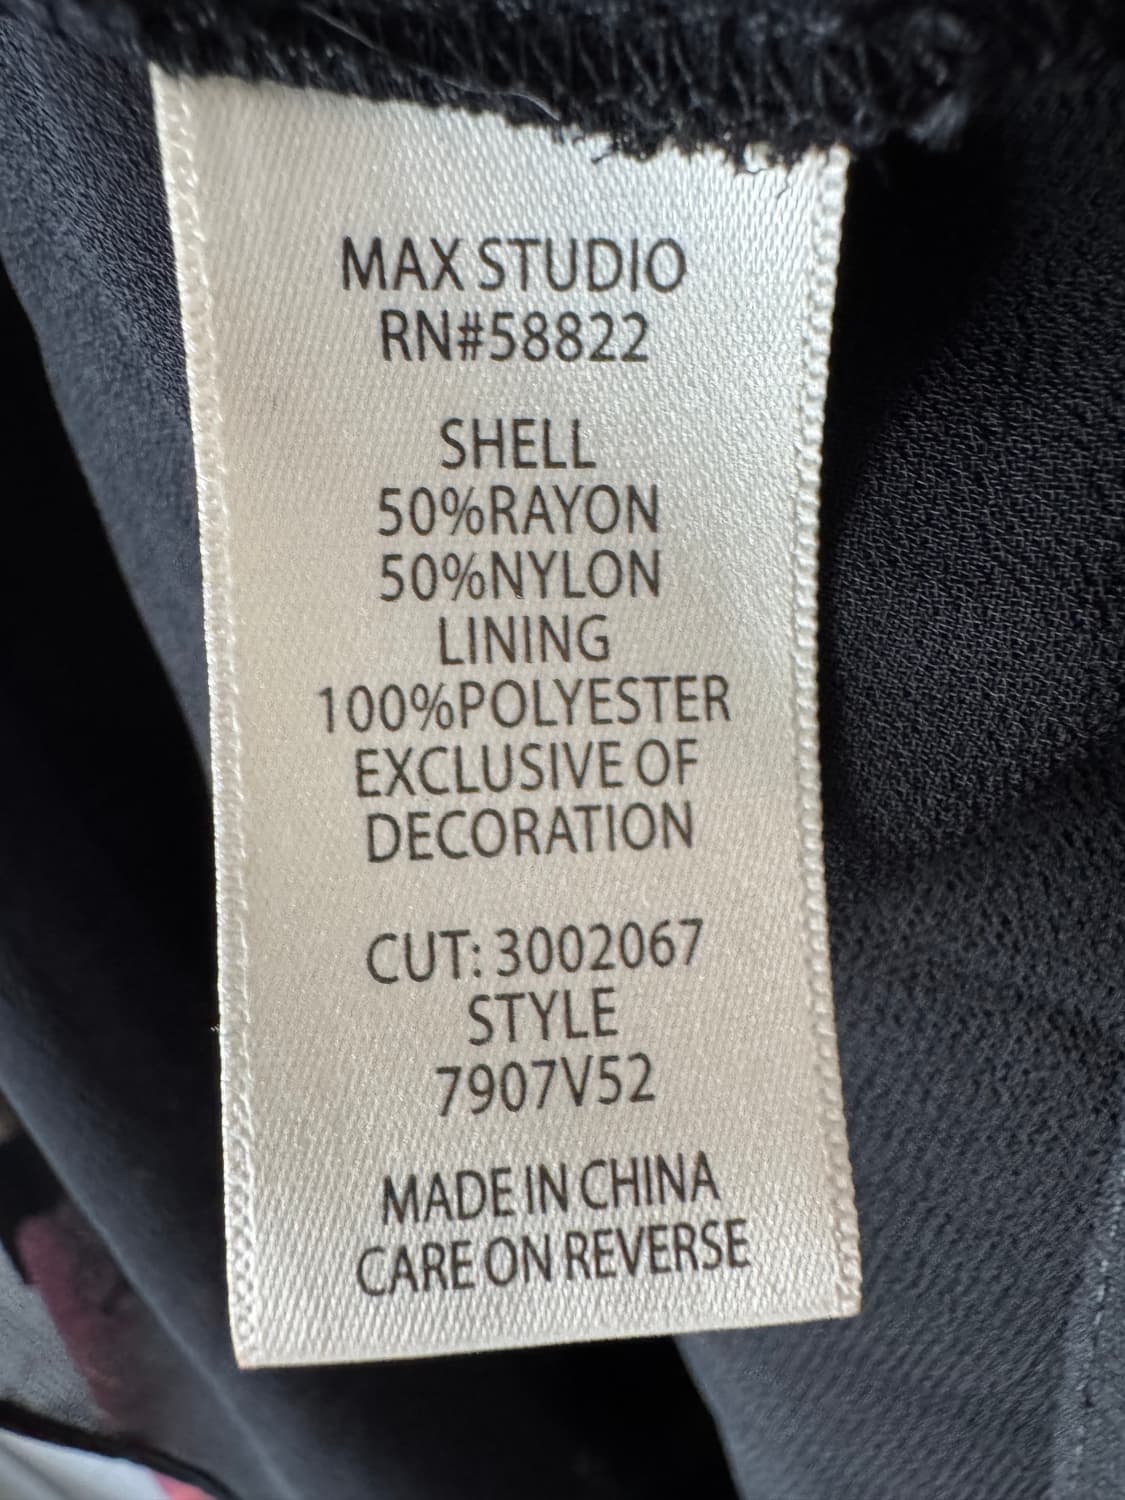 MAX STUDIO
RN#58822
SHELL
50%RAYON
50%NYLON
LINING
100%POLYESTER
EXCLUSIVE OF
DECORATION
CUT: 3002067
STYLE
7907V52
MADE IN CHINA
CARE ON REVERSE